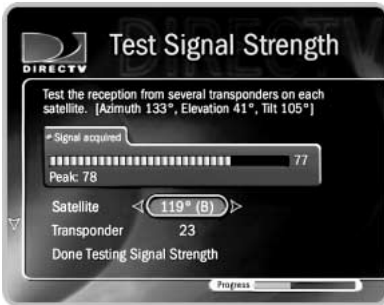 Test Signal Strength
DIRECTV
Test the reception from several transponders on each
satellite. [Azimuth 133°, Elevation 41°, Tilt 105°]
Signal acquired
77
Peak: 78
Satellite 119° (B)
Transponder 23
Done Testing Signal Strength
Progress